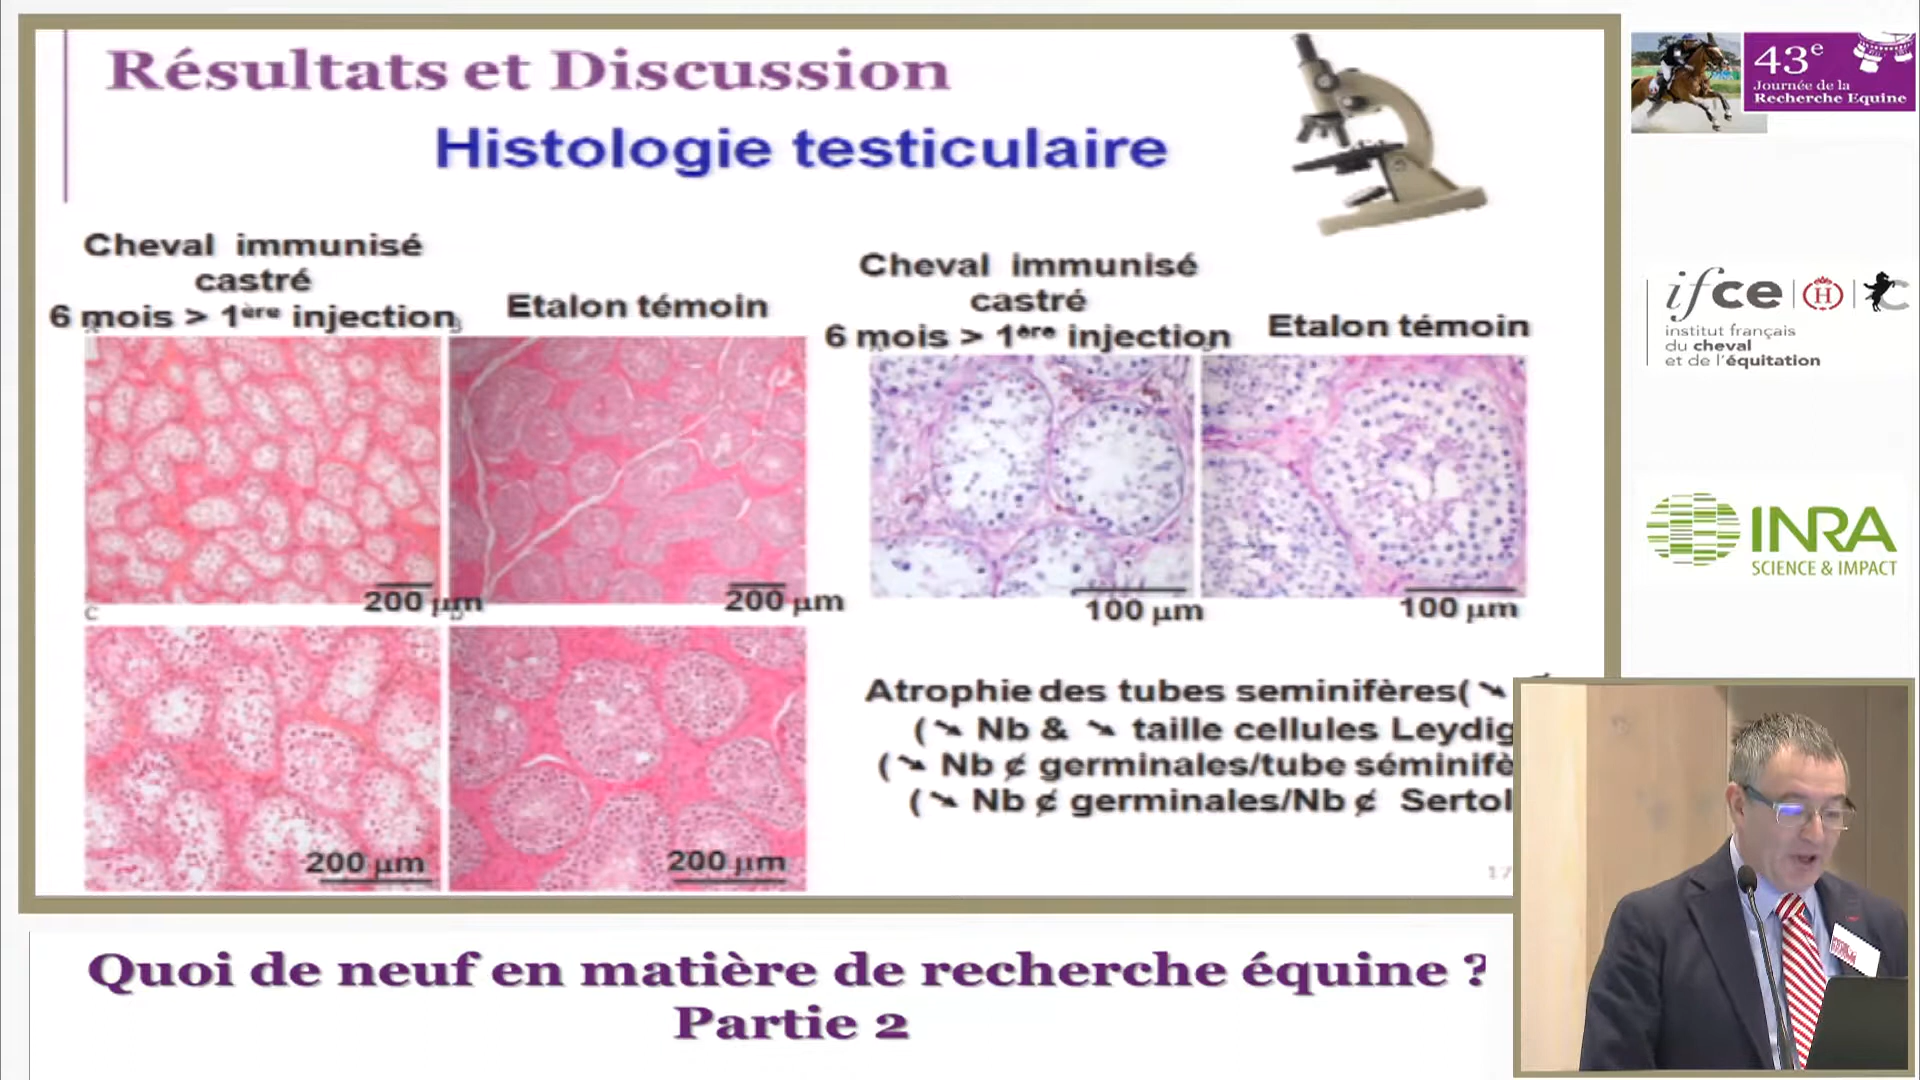 Résultats et Discussion
Histologie testiculaire
Cheval immunisé
castré
6 mois > 1ère injection
Etalon témoin
Cheval immunisé
castré
6 mois > 1ère injection
Etalon témoin
200 µm
200 µm
100 µm
100 µm
C
200 µm
200 µm
Atrophie des tubes seminifères(↘
(↘ Nb & ↘ taille cellules Leydig
(↘ Nb ȼ germinales/tube séminifè
(↘ Nb ȼ germinales/Nb ȼ Sertol
17
Quoi de neuf en matière de recherche équine ?
Partie 2
43e
Journée de la
Recherche Equine
ifce
institut français
du cheval
et de l'équitation
INRA
SCIENCE & IMPACT